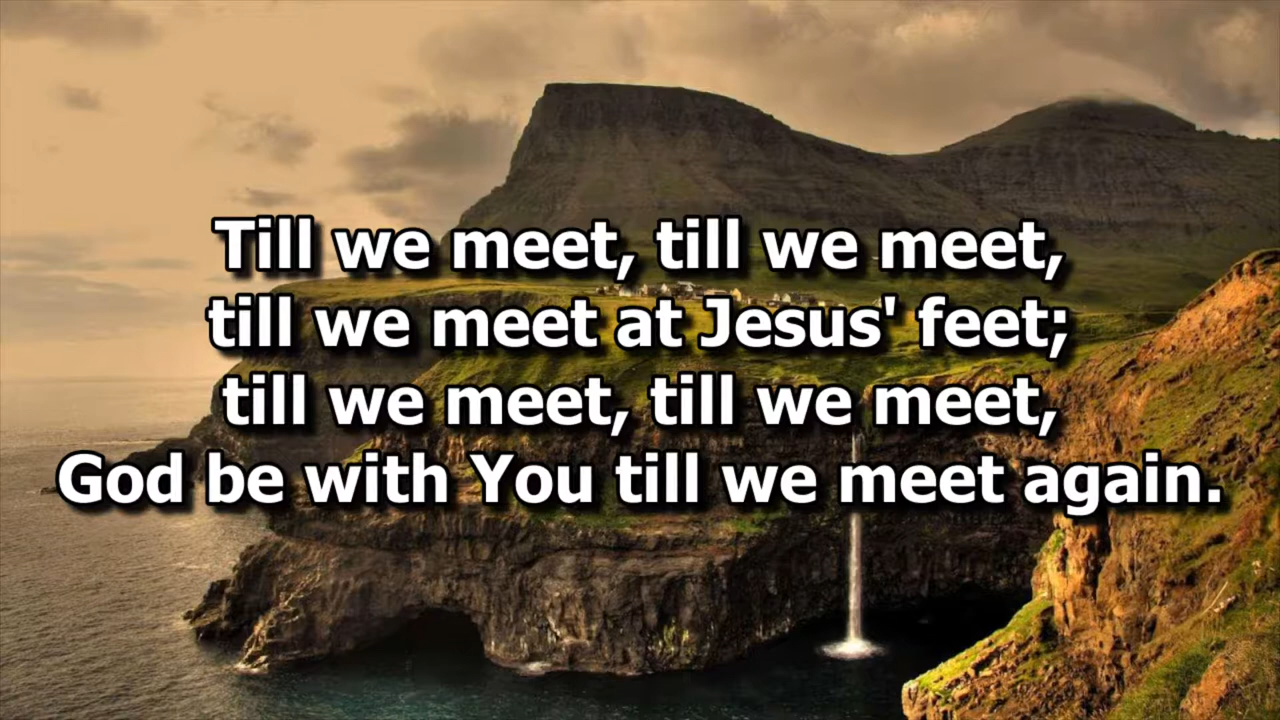 Till we meet, till we meet,
till we meet at Jesus' feet;
till we meet, till we meet,
God be with You till we meet again.